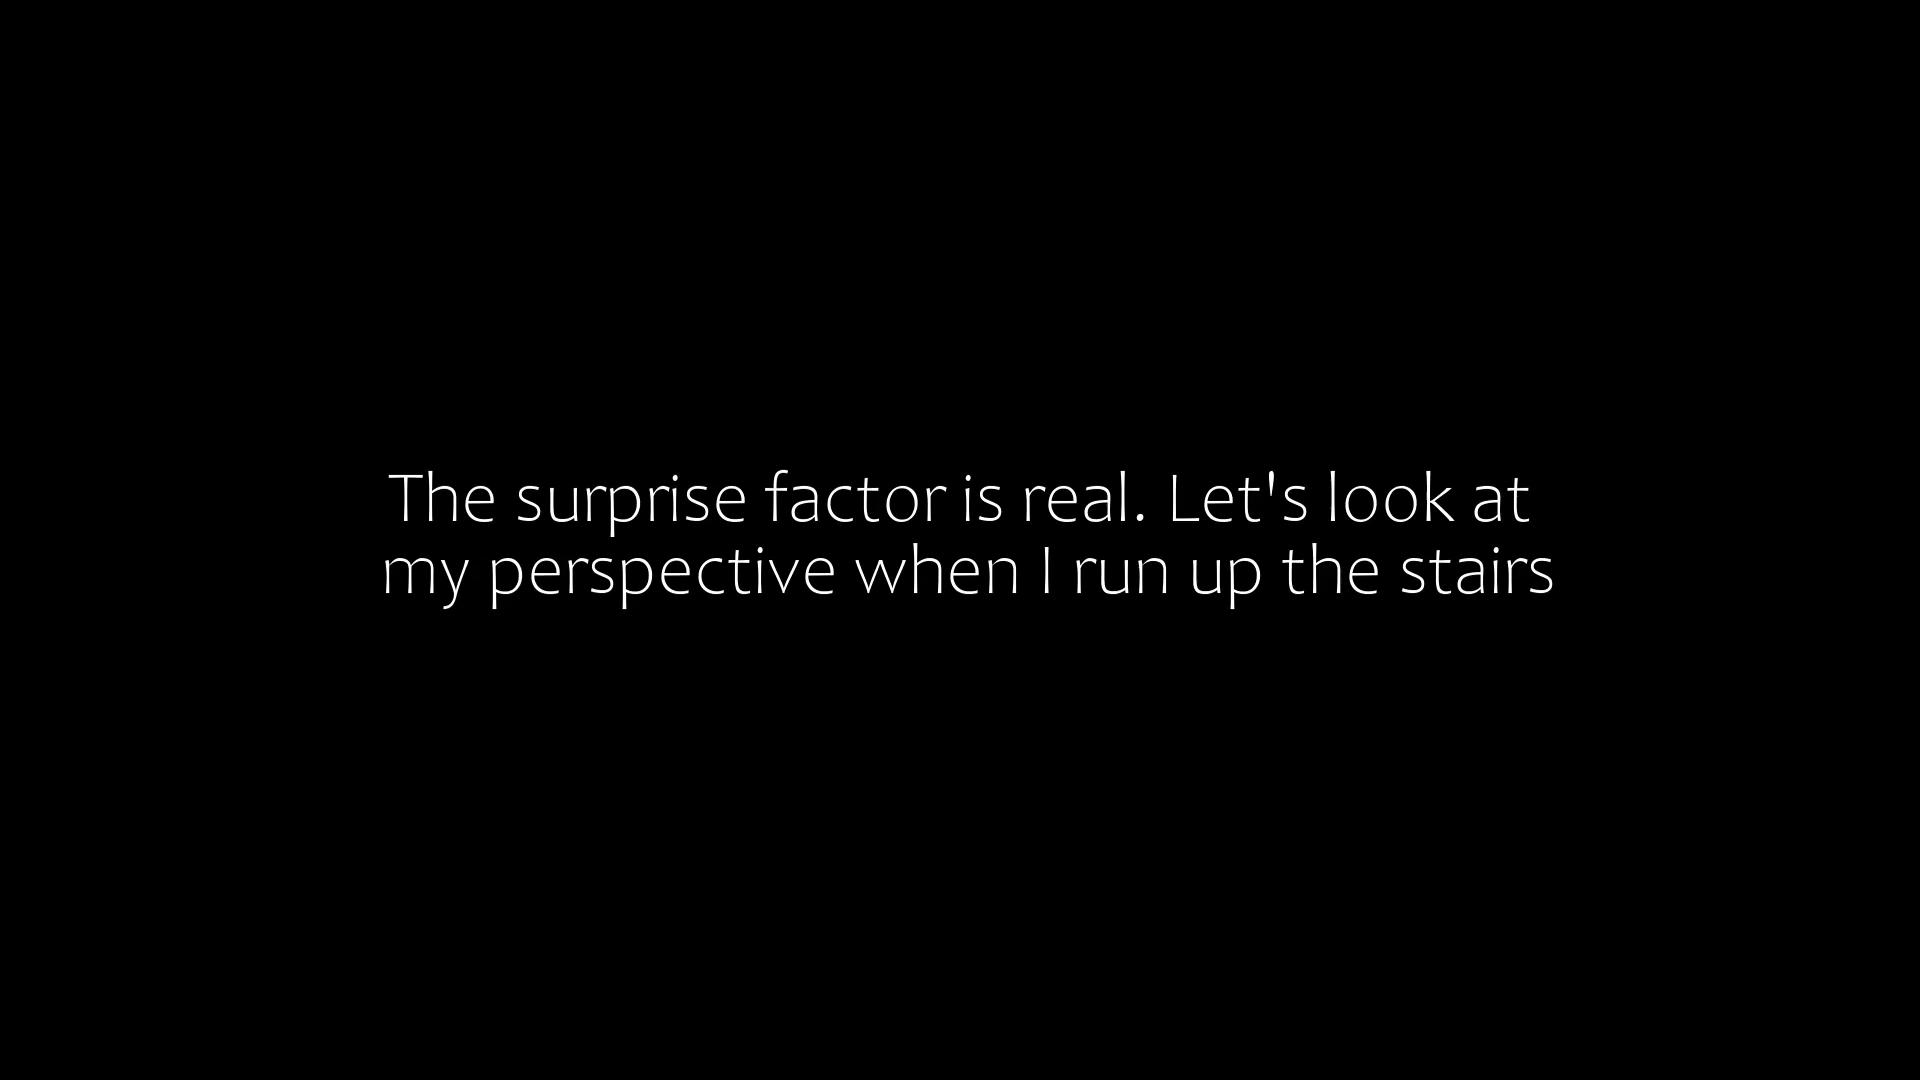 The surprise factor is real. Let's look at
my perspective when I run up the stairs